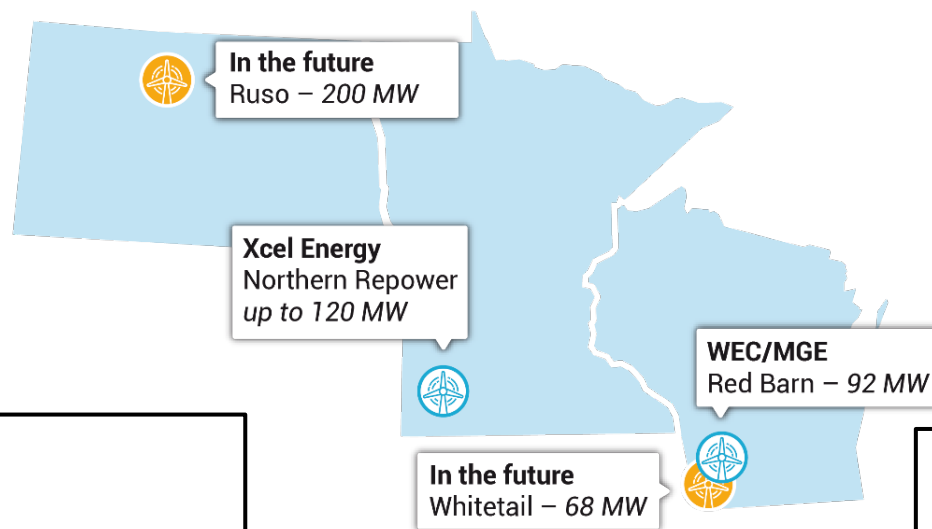 In the future
Ruso – 200 MW
Xcel Energy
Northern Repower
up to 120 MW
WEC/MGE
Red Barn – 92 MW
In the future
Whitetail – 68 MW